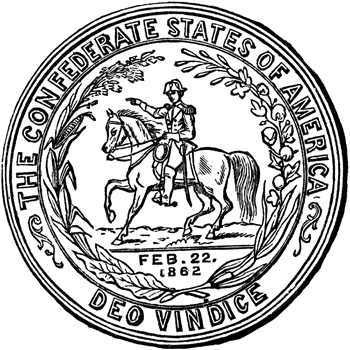 THE CONFEDERATE STATES OF AMERICA
FEB. 22.
1862
DEO VINDICE